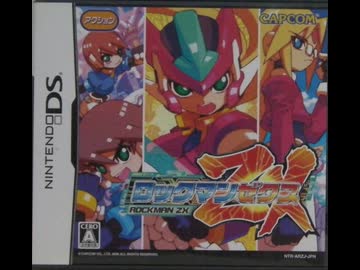 NINTENDO DS
アクション
CAPCOM
ロックマンゼクス
ZX
ROCKMAN ZX
CERO
A
NTR-ARZJ-JPN